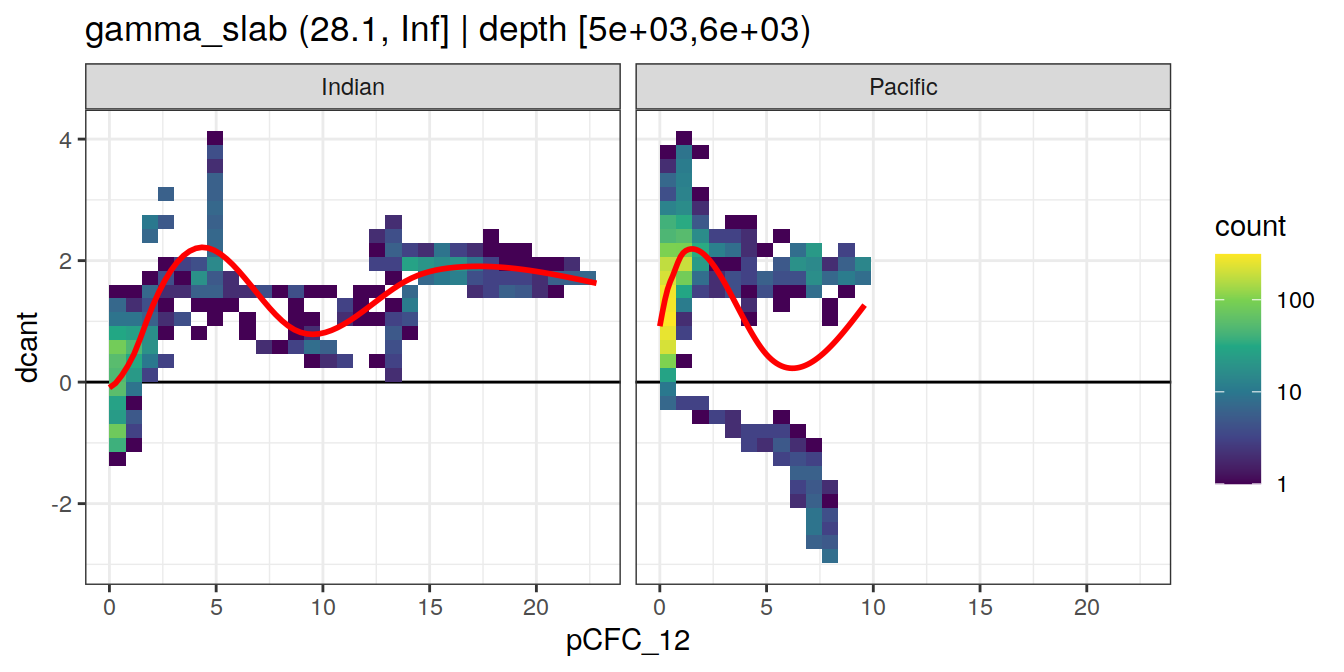 gamma_slab (28.1, Inf] | depth [5e+03,6e+03)
Indian
Pacific
4
2
0
-2
dcant
0 5 10 15 20
0 5 10 15 20
pCFC_12
count
100
10
1